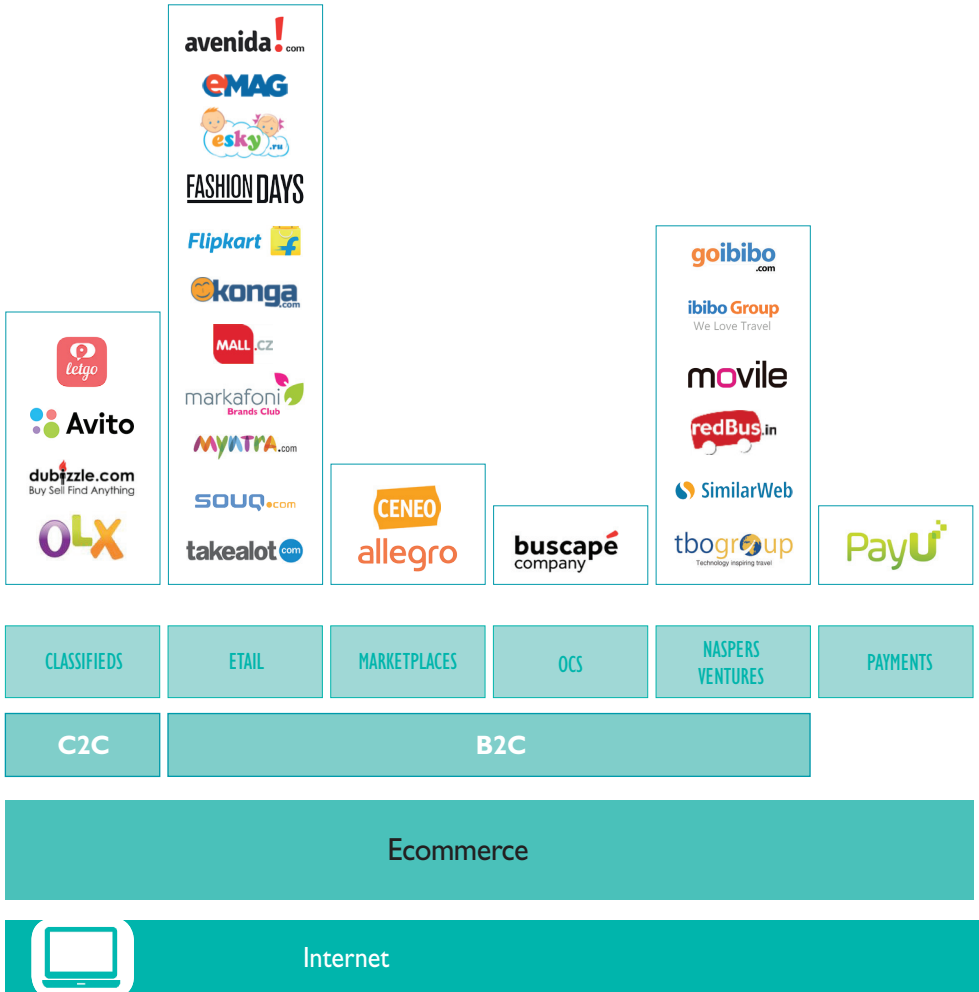 letgo
Avito
dubizzle.com
Buy Sell Find Anything
OLX
avenida!.com
eMAG
esky.ru
FASHION DAYS
Flipkart
konga.com
MALL.CZ
markafoni
Brands Club
Myntra.com
SOUQ.com
takealot.com
CENEO
allegro
buscapé
company
goibibo
.com
ibibo Group
We Love Travel
movile
redBus.in
SimilarWeb
tbogroup
Technology inspiring travel
PayU
CLASSIFIEDS
ETAIL
MARKETPLACES
OCS
NASPERS
VENTURES
PAYMENTS
C2C
B2C
Ecommerce
Internet